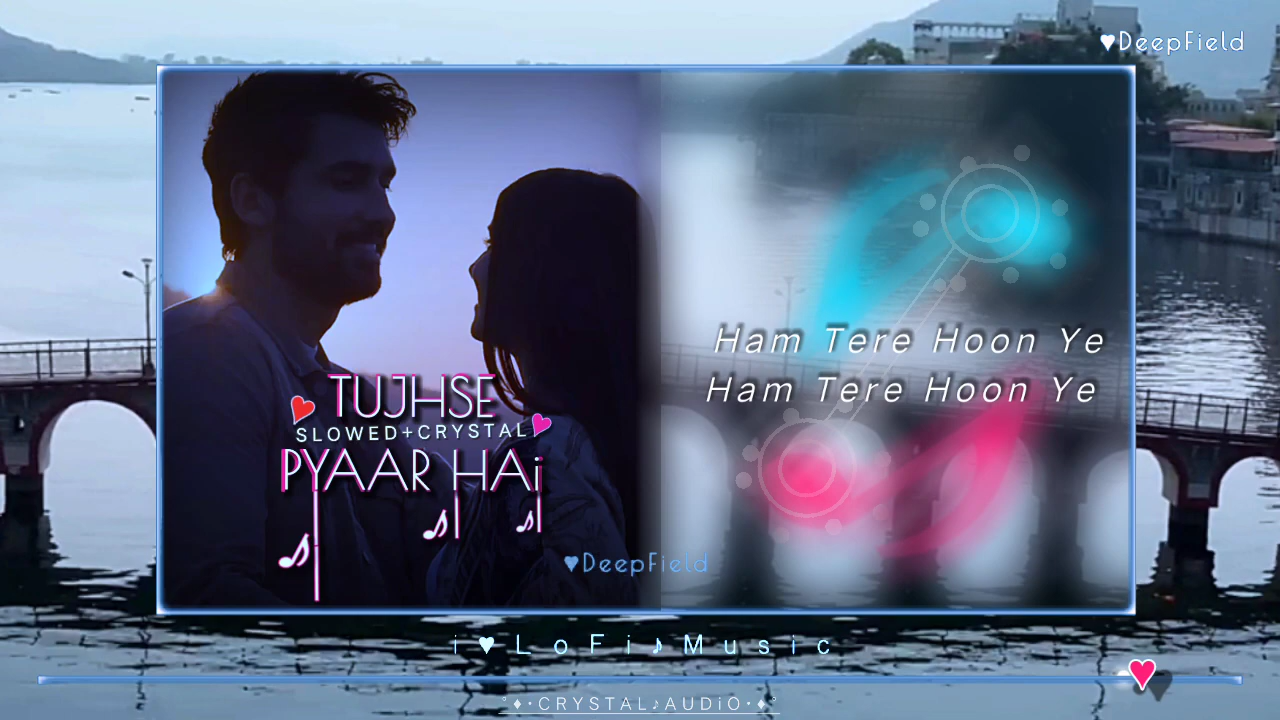 ♥DeepField
TUJHSE
SLOWED+CRYSTAL
PYAAR HAi
Ham Tere Hoon Ye
Ham Tere Hoon Ye
♥DeepField
i♥LoFi♪Music
°♦･CRYSTAL♪AUDiO･♦°